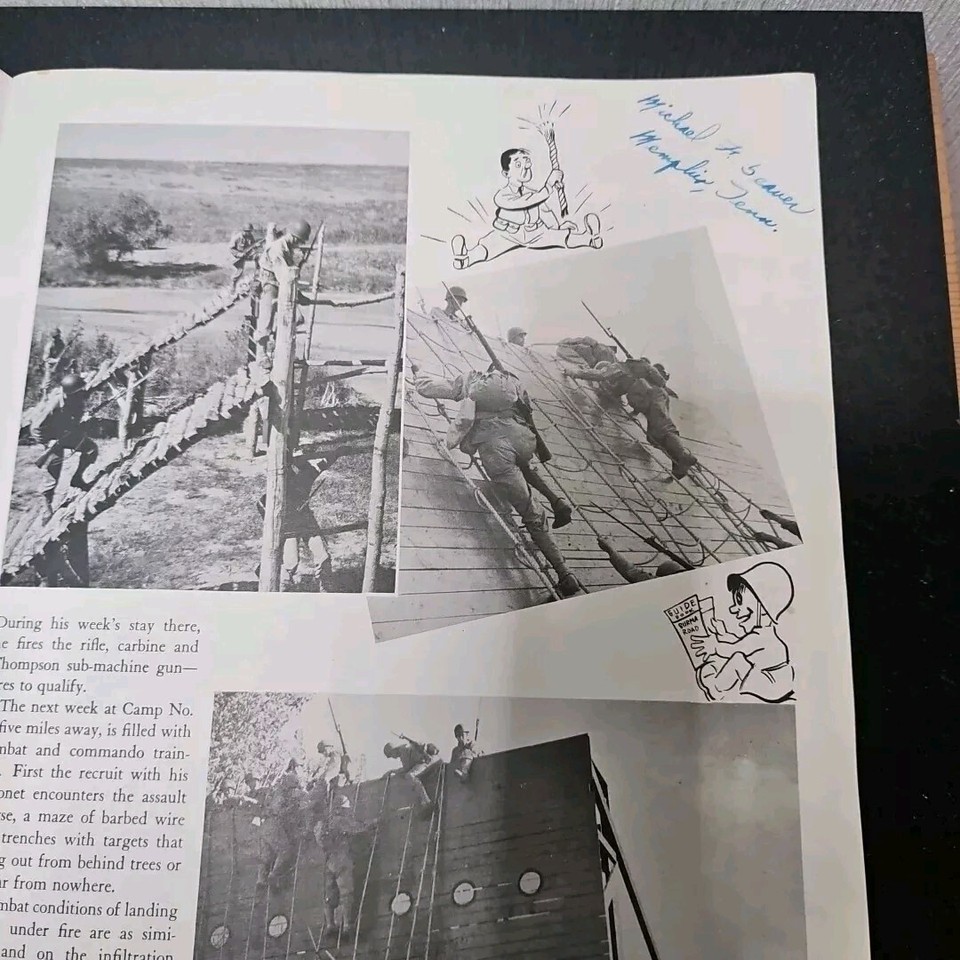 Michael F. Seaver
Memphis, Tenn.
GUIDE
BOOK
BURMA
ROAD
During his week's stay there,
e fires the rifle, carbine and
Thompson sub-machine gun—
res to qualify.
The next week at Camp No.
five miles away, is filled with
mbat and commando train-
. First the recruit with his
onet encounters the assault
se, a maze of barbed wire
trenches with targets that
g out from behind trees or
ar from nowhere.
mbat conditions of landing
under fire are as simi-
and on the infiltration